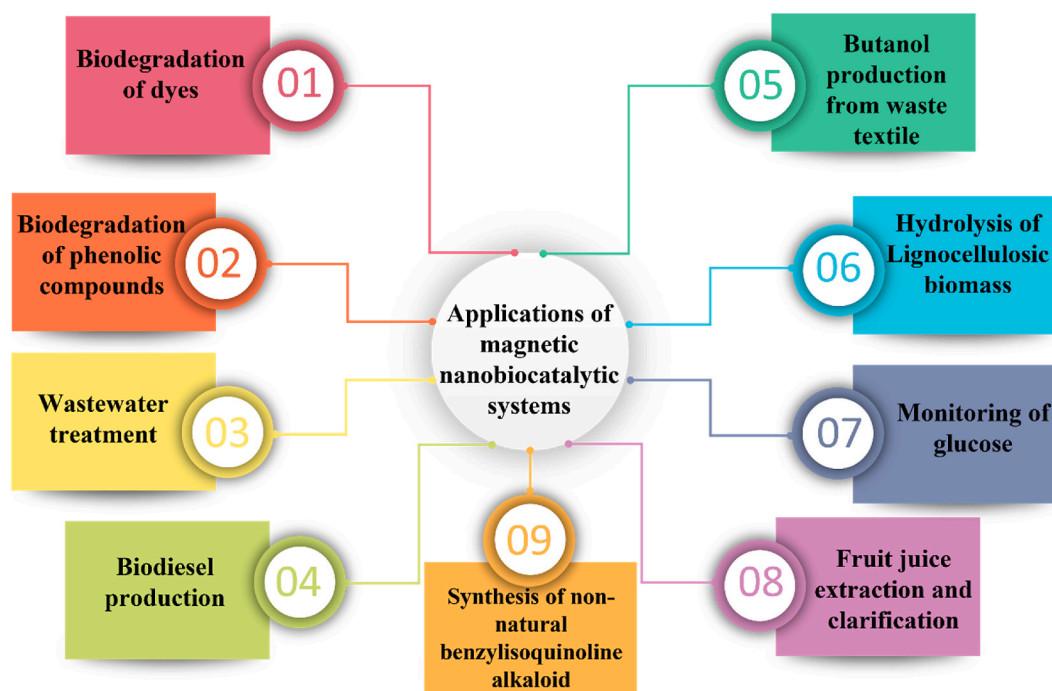 Biodegradation
of dyes
01
Biodegradation
of phenolic
compounds
02
Wastewater
treatment
03
Biodiesel
production
04
Applications of
magnetic
nanobiocatalytic
systems
05
Butanol
production
from waste
textile
06
Hydrolysis of
Lignocellulosic
biomass
07
Monitoring of
glucose
08
Fruit juice
extraction and
clarification
09
Synthesis of non-
natural
benzylisoquinoline
alkaloid